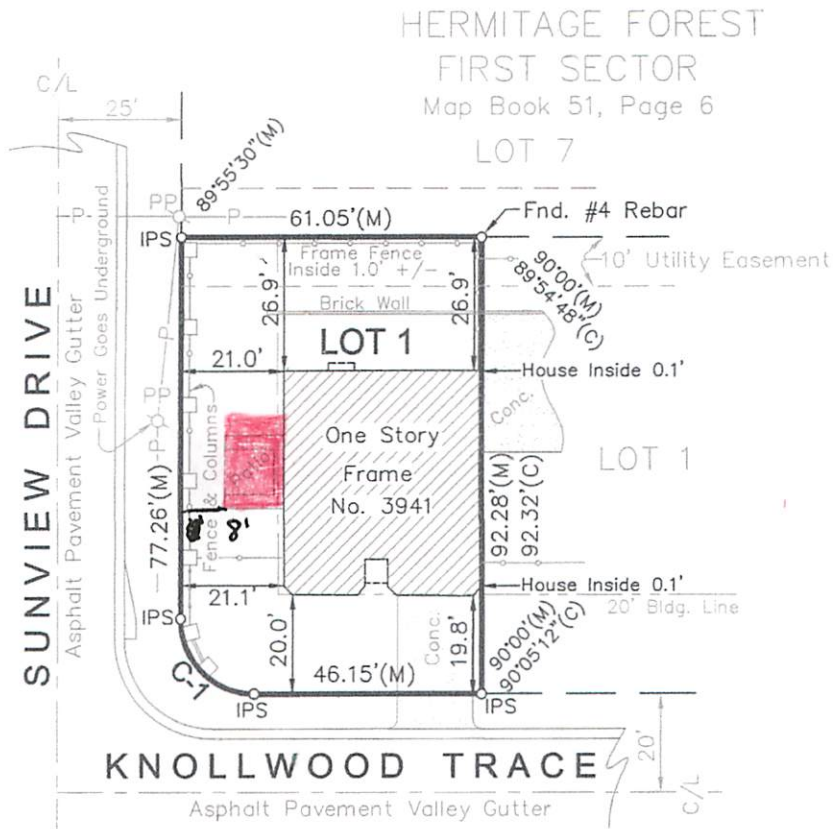 HERMITAGE FOREST
FIRST SECTOR
Map Book 51, Page 6
LOT 7
C/L
25'
89°55'30"(M)
PP
P
P
61.05'(M)
Fnd. #4 Rebar
IPS
Frame Fence
Inside 1.0' +/-
10' Utility Easement
90°00'(M)
89°54'48"(C)
Brick Wall
26.9'
26.9'
LOT 1
21.0'
House Inside 0.1'
Conc.
SUNVIEW DRIVE
Asphalt Pavement Valley Gutter
Power Goes Underground
P
PP
P
Fence & Columns
Patio
One Story
Frame
No. 3941
LOT 1
77.26'(M)
8'
92.28'(M)
92.32'(C)
21.1'
House Inside 0.1'
20' Bldg. Line
IPS
C-1
20.0'
Conc.
19.8'
90°00'(M)
90°05'12"(C)
46.15'(M)
IPS
IPS
KNOLLWOOD TRACE
20'
C/L
Asphalt Pavement Valley Gutter